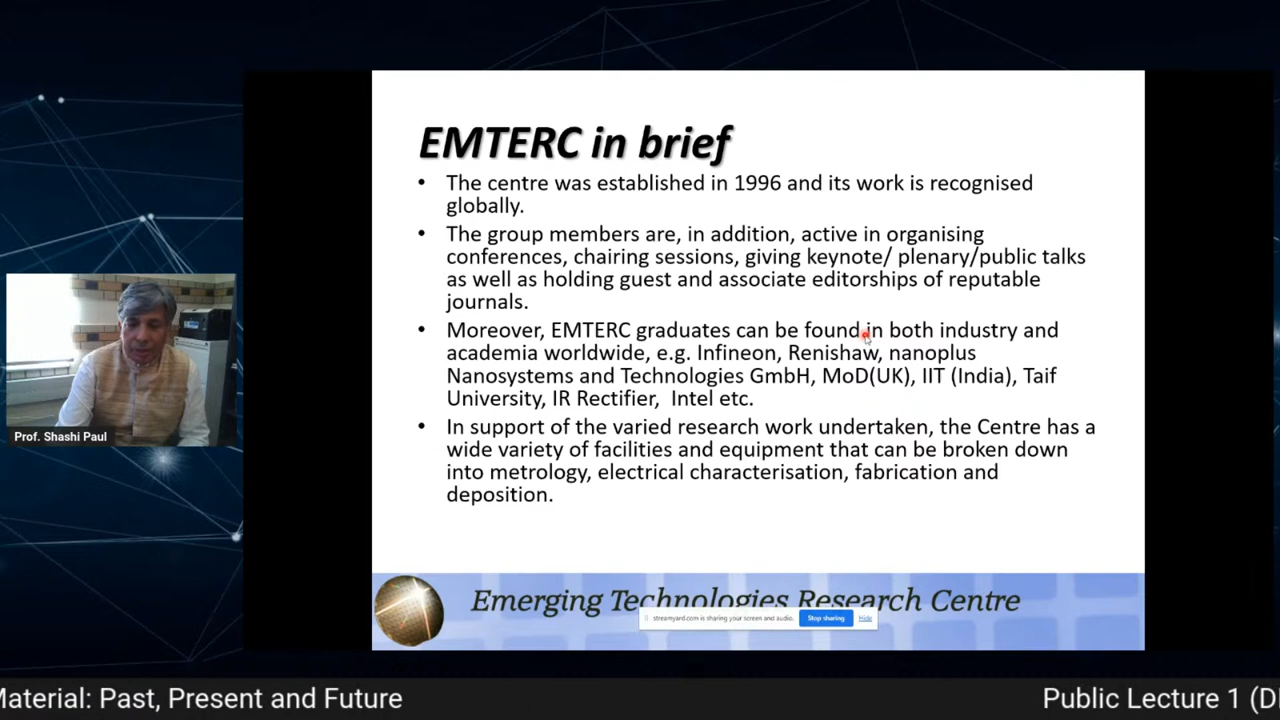 EMTERC in brief
• The centre was established in 1996 and its work is recognised
globally.
• The group members are, in addition, active in organising
conferences, chairing sessions, giving keynote/ plenary/public talks
as well as holding guest and associate editorships of reputable
journals.
• Moreover, EMTERC graduates can be found in both industry and
academia worldwide, e.g. Infineon, Renishaw, nanoplus
Nanosystems and Technologies GmbH, MoD(UK), IIT (India), Taif
University, IR Rectifier,  Intel etc.
• In support of the varied research work undertaken, the Centre has a
wide variety of facilities and equipment that can be broken down
into metrology, electrical characterisation, fabrication and
deposition.
Prof. Shashi Paul
Emerging Technologies Research Centre
streamyard.com is sharing your screen and audio. Stop sharing Hide
Material: Past, Present and Future Public Lecture 1 (D